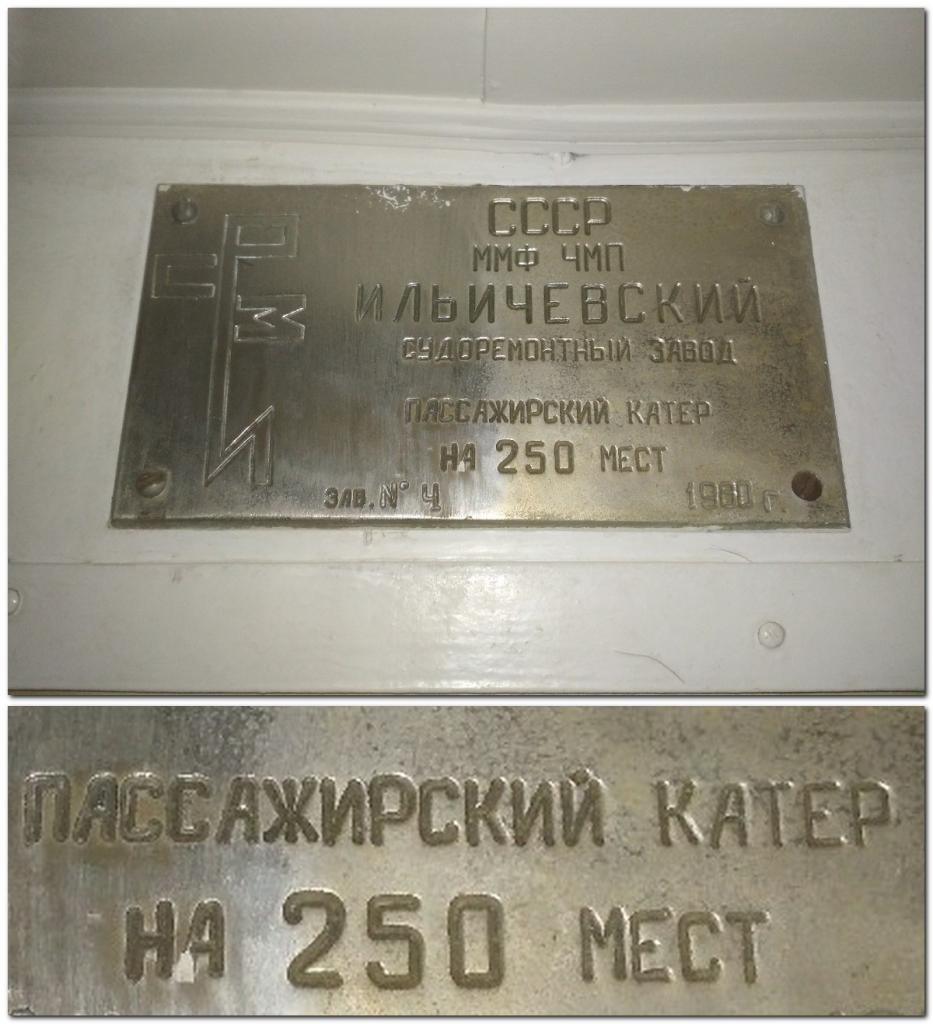 СССР
ММФ ЧМП
ИЛЬИЧЕВСКИЙ
СУДОРЕМОНТНЫЙ ЗАВОД
ПАССАЖИРСКИЙ КАТЕР
НА 250 МЕСТ
ЗАВ. № 4 1980 г.
ПАССАЖИРСКИЙ КАТЕР
НА 250 МЕСТ